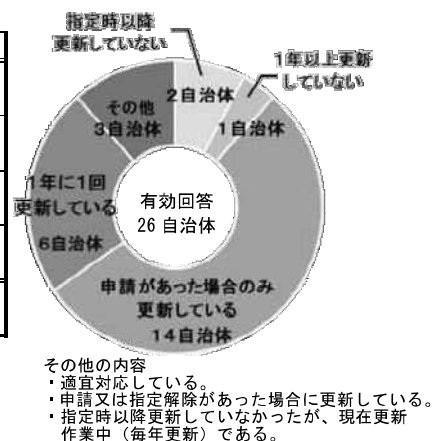 指定時以降
更新していない
1年以上更新
していない
2自治体
1自治体
その他
3自治体
1年に1回
更新している
6自治体
有効回答
26自治体
申請があった場合のみ
更新している
14自治体
その他の内容
・適宜対応している。
・申請又は指定解除があった場合に更新している。
・指定時以降更新していなかったが、現在更新
作業中（毎年更新）である。